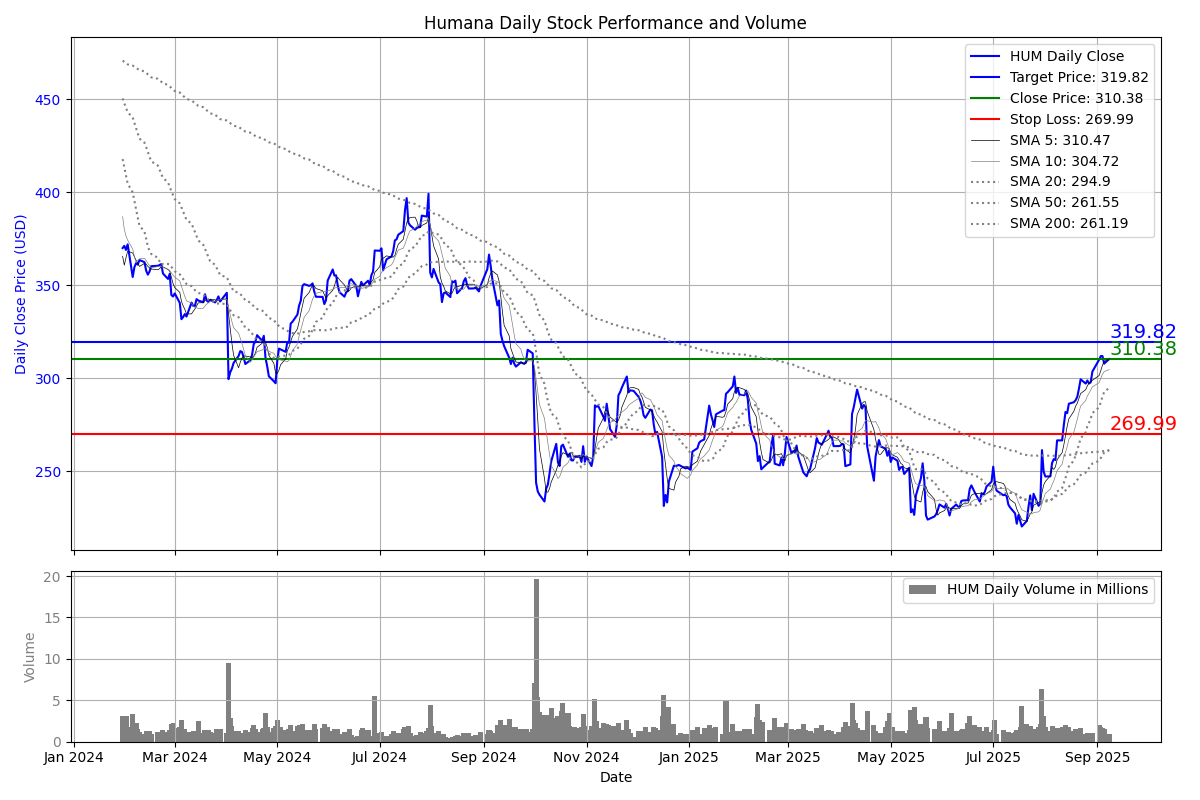 Humana Daily Stock Performance and Volume
Daily Close Price (USD)
450
400
350
300
250
HUM Daily Close
Target Price: 319.82
Close Price: 310.38
Stop Loss: 269.99
SMA 5: 310.47
SMA 10: 304.72
SMA 20: 294.9
SMA 50: 261.55
SMA 200: 261.19
319.82
310.38
269.99
Volume
20
15
10
5
0
HUM Daily Volume in Millions
Jan 2024 Mar 2024 May 2024 Jul 2024 Sep 2024 Nov 2024 Jan 2025 Mar 2025 May 2025 Jul 2025 Sep 2025
Date